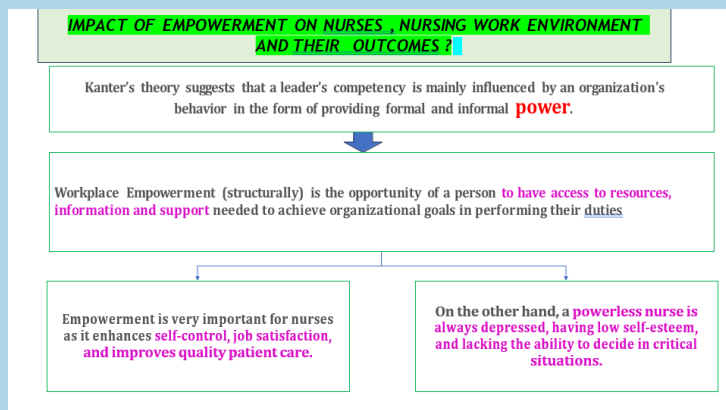 IMPACT OF EMPOWERMENT ON NURSES , NURSING WORK ENVIRONMENT
AND THEIR OUTCOMES ?
Kanter's theory suggests that a leader's competency is mainly influenced by an organization's
behavior in the form of providing formal and informal power.
Workplace Empowerment (structurally) is the opportunity of a person to have access to resources,
information and support needed to achieve organizational goals in performing their duties
Empowerment is very important for nurses
as it enhances self-control, job satisfaction,
and improves quality patient care.
On the other hand, a powerless nurse is
always depressed, having low self-esteem,
and lacking the ability to decide in critical
situations.